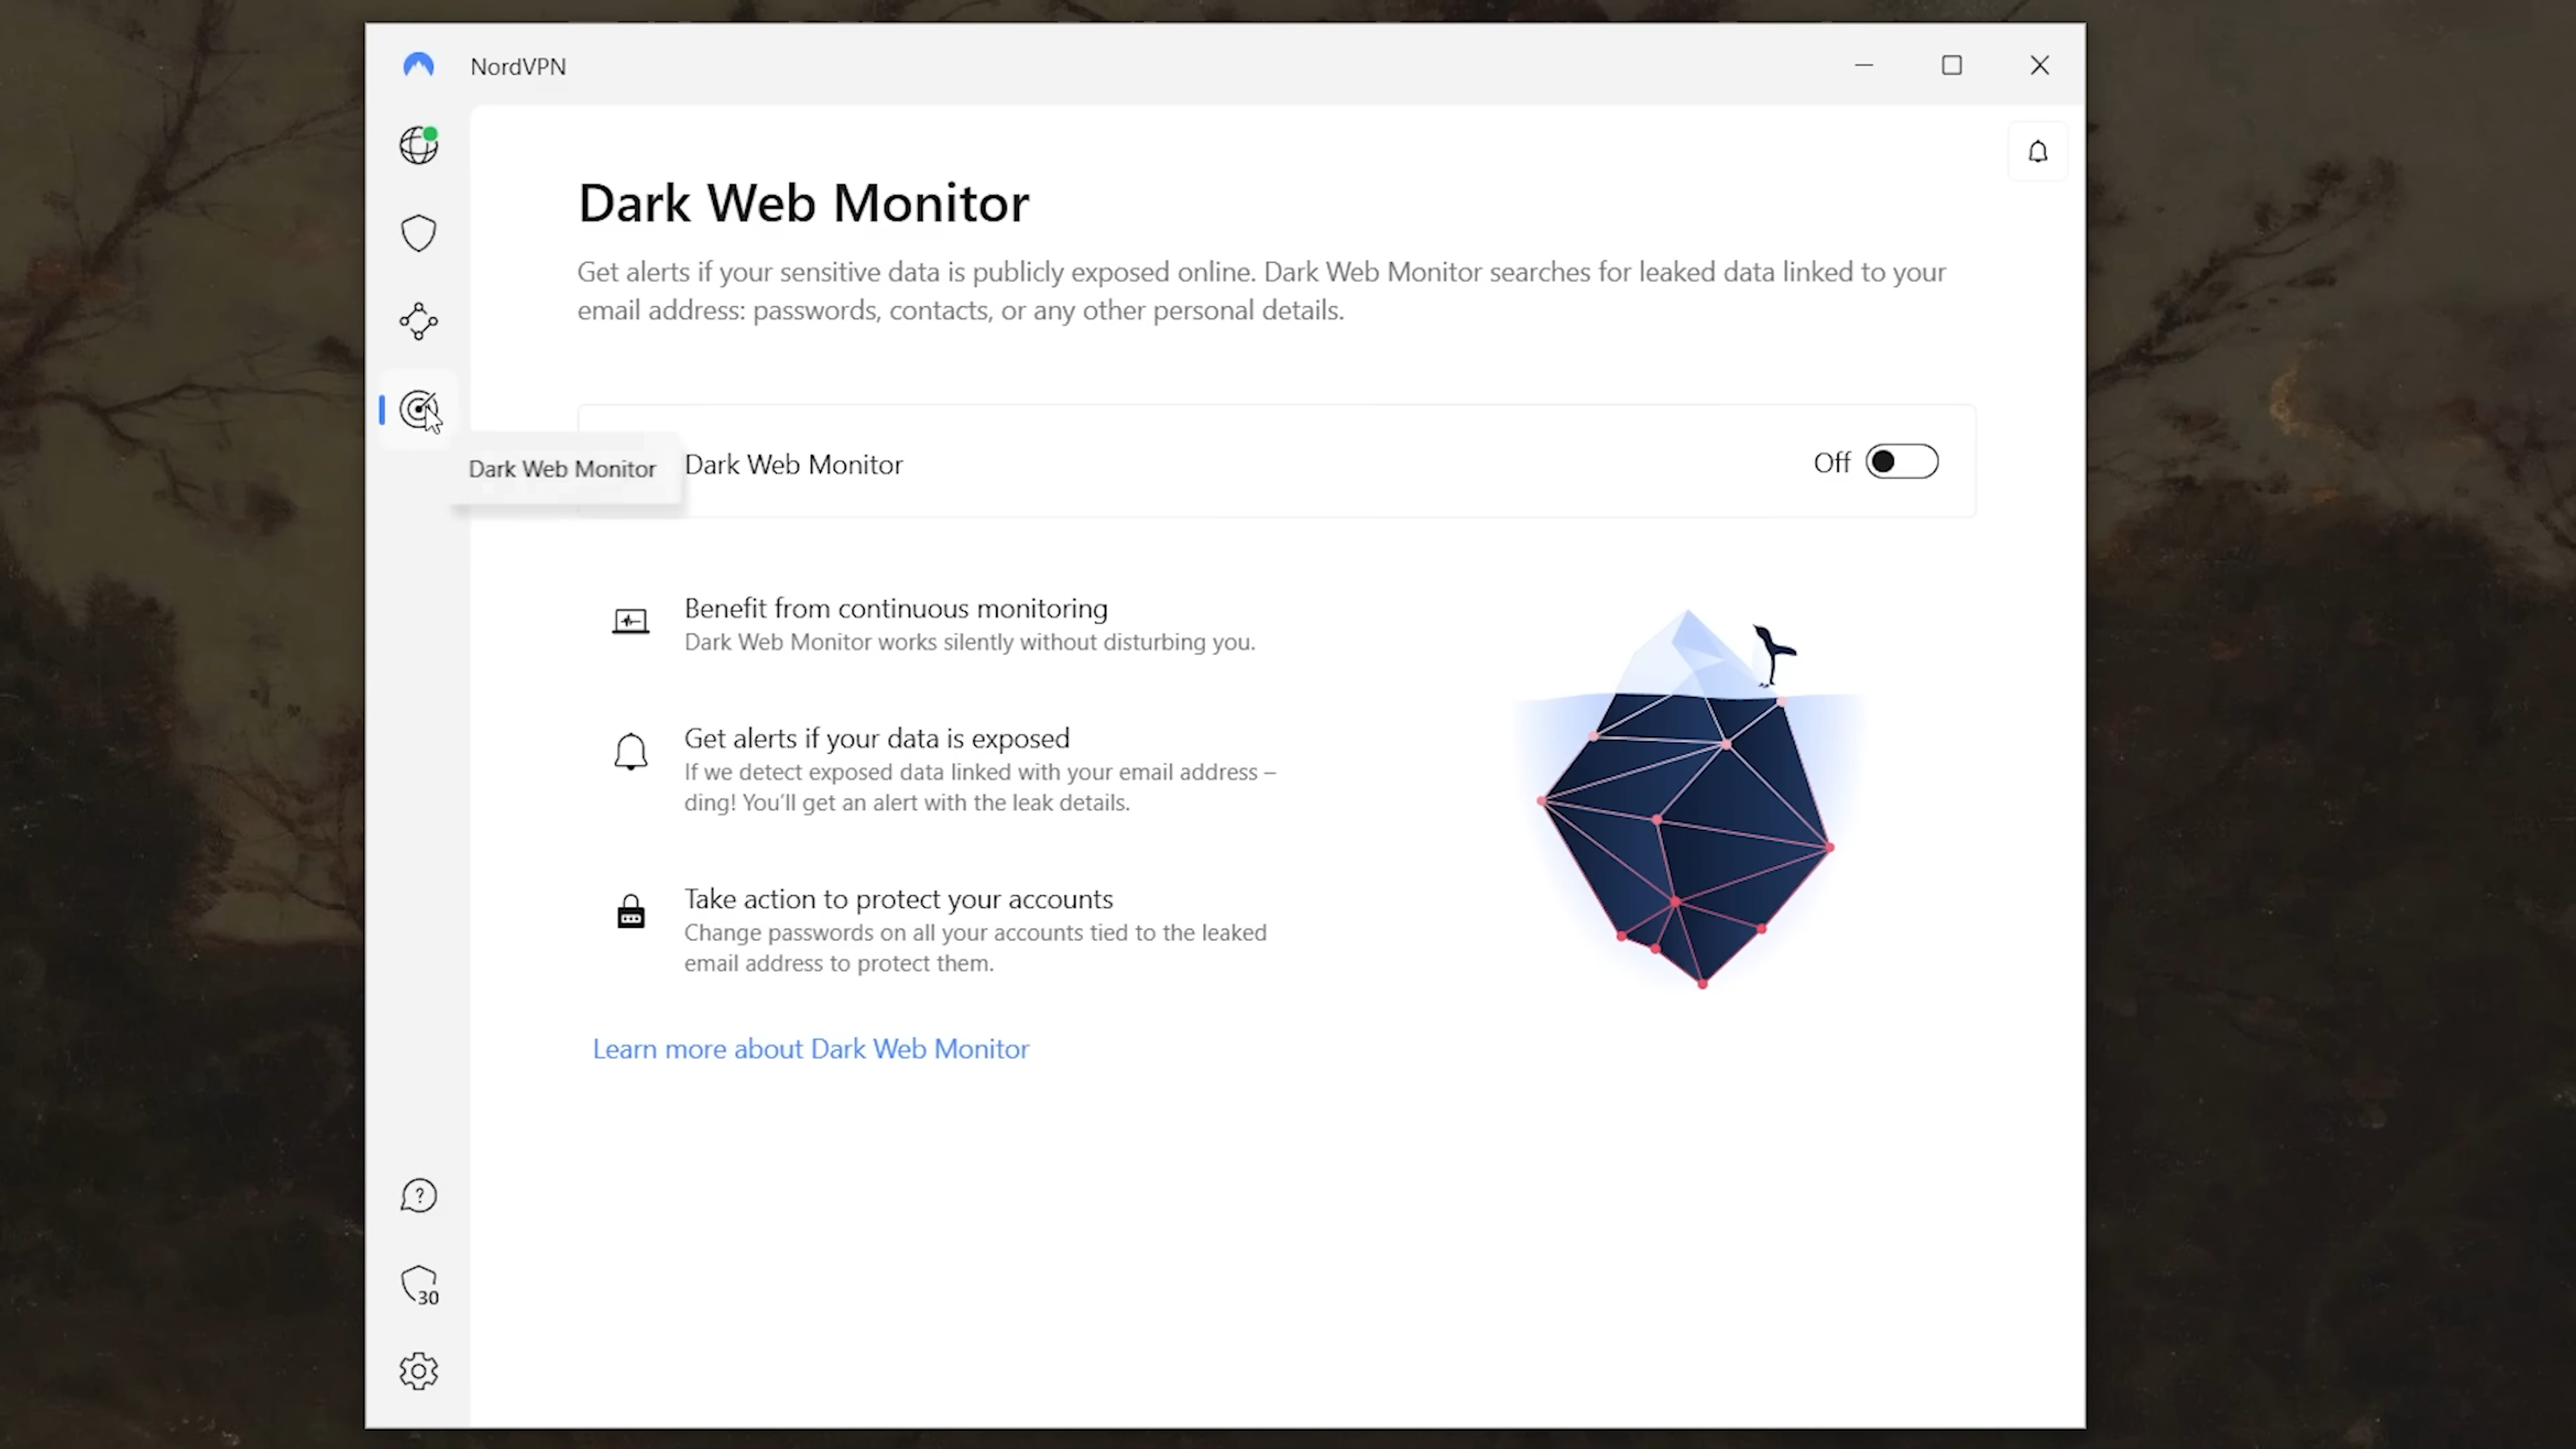 NordVPN
Dark Web Monitor
Get alerts if your sensitive data is publicly exposed online. Dark Web Monitor searches for leaked data linked to your
email address: passwords, contacts, or any other personal details.
Dark Web Monitor
Dark Web Monitor
Off
Benefit from continuous monitoring
Dark Web Monitor works silently without disturbing you.
Get alerts if your data is exposed
If we detect exposed data linked with your email address –
ding! You'll get an alert with the leak details.
Take action to protect your accounts
Change passwords on all your accounts tied to the leaked
email address to protect them.
Learn more about Dark Web Monitor
?
30